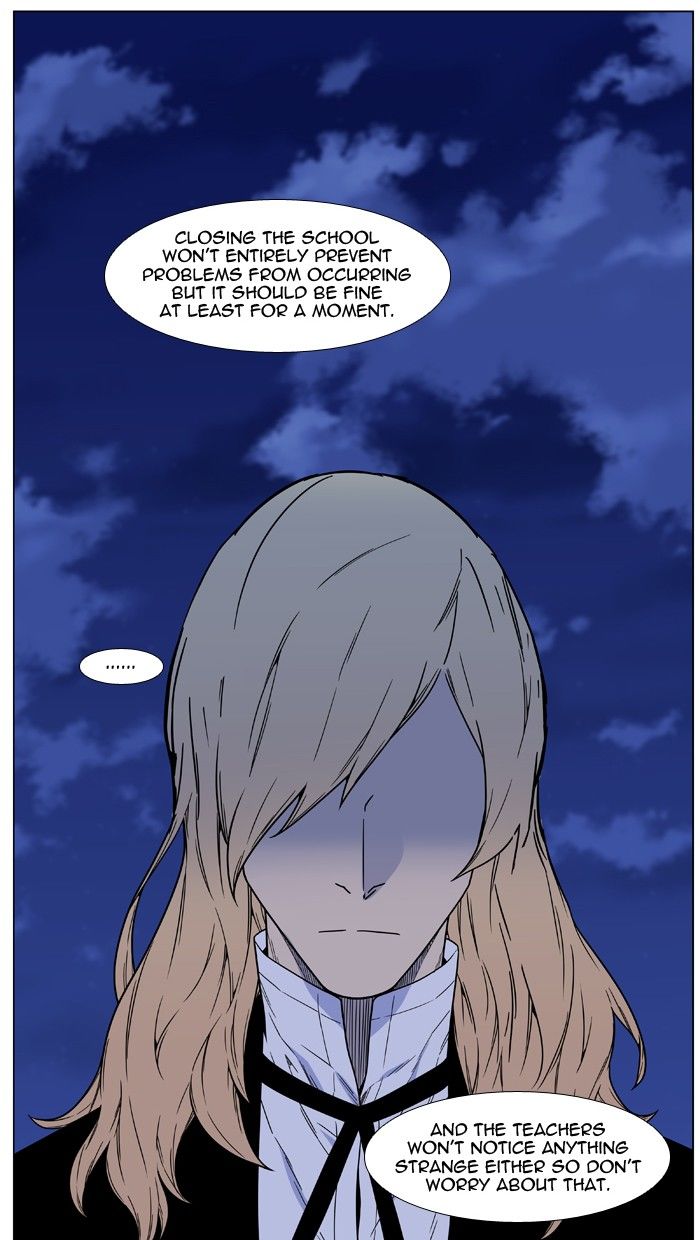 CLOSING THE SCHOOL
WON'T ENTIRELY PREVENT
PROBLEMS FROM OCCURRING
BUT IT SHOULD BE FINE
AT LEAST FOR A MOMENT.
......
AND THE TEACHERS
WON'T NOTICE ANYTHING
STRANGE EITHER SO DON'T
WORRY ABOUT THAT.